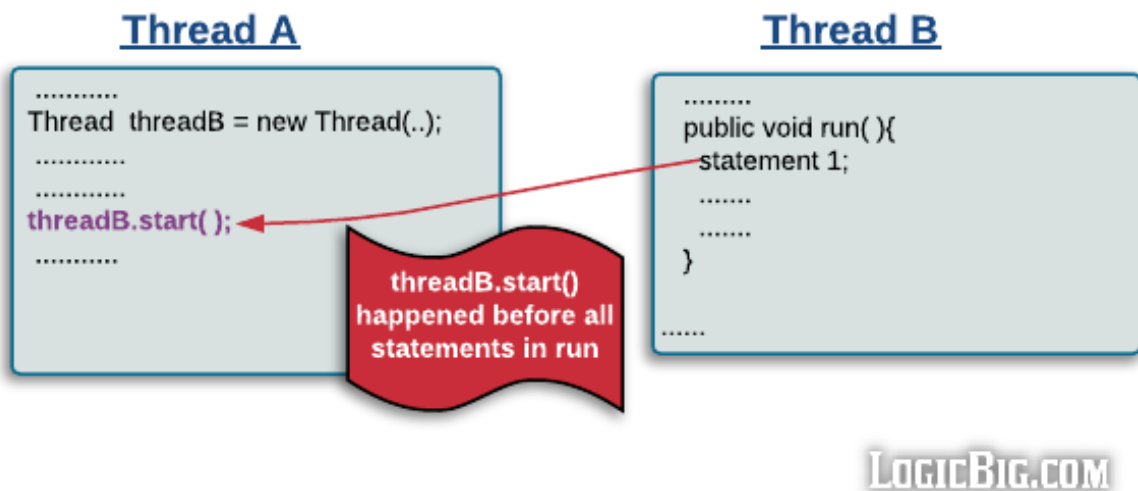 Thread A
...........
Thread threadB = new Thread(..);
............
............
threadB.start( );
...........
Thread B
.........
public void run( ){
statement 1;
.......
.......
}
......
threadB.start()
happened before all
statements in run
LogicBig.com